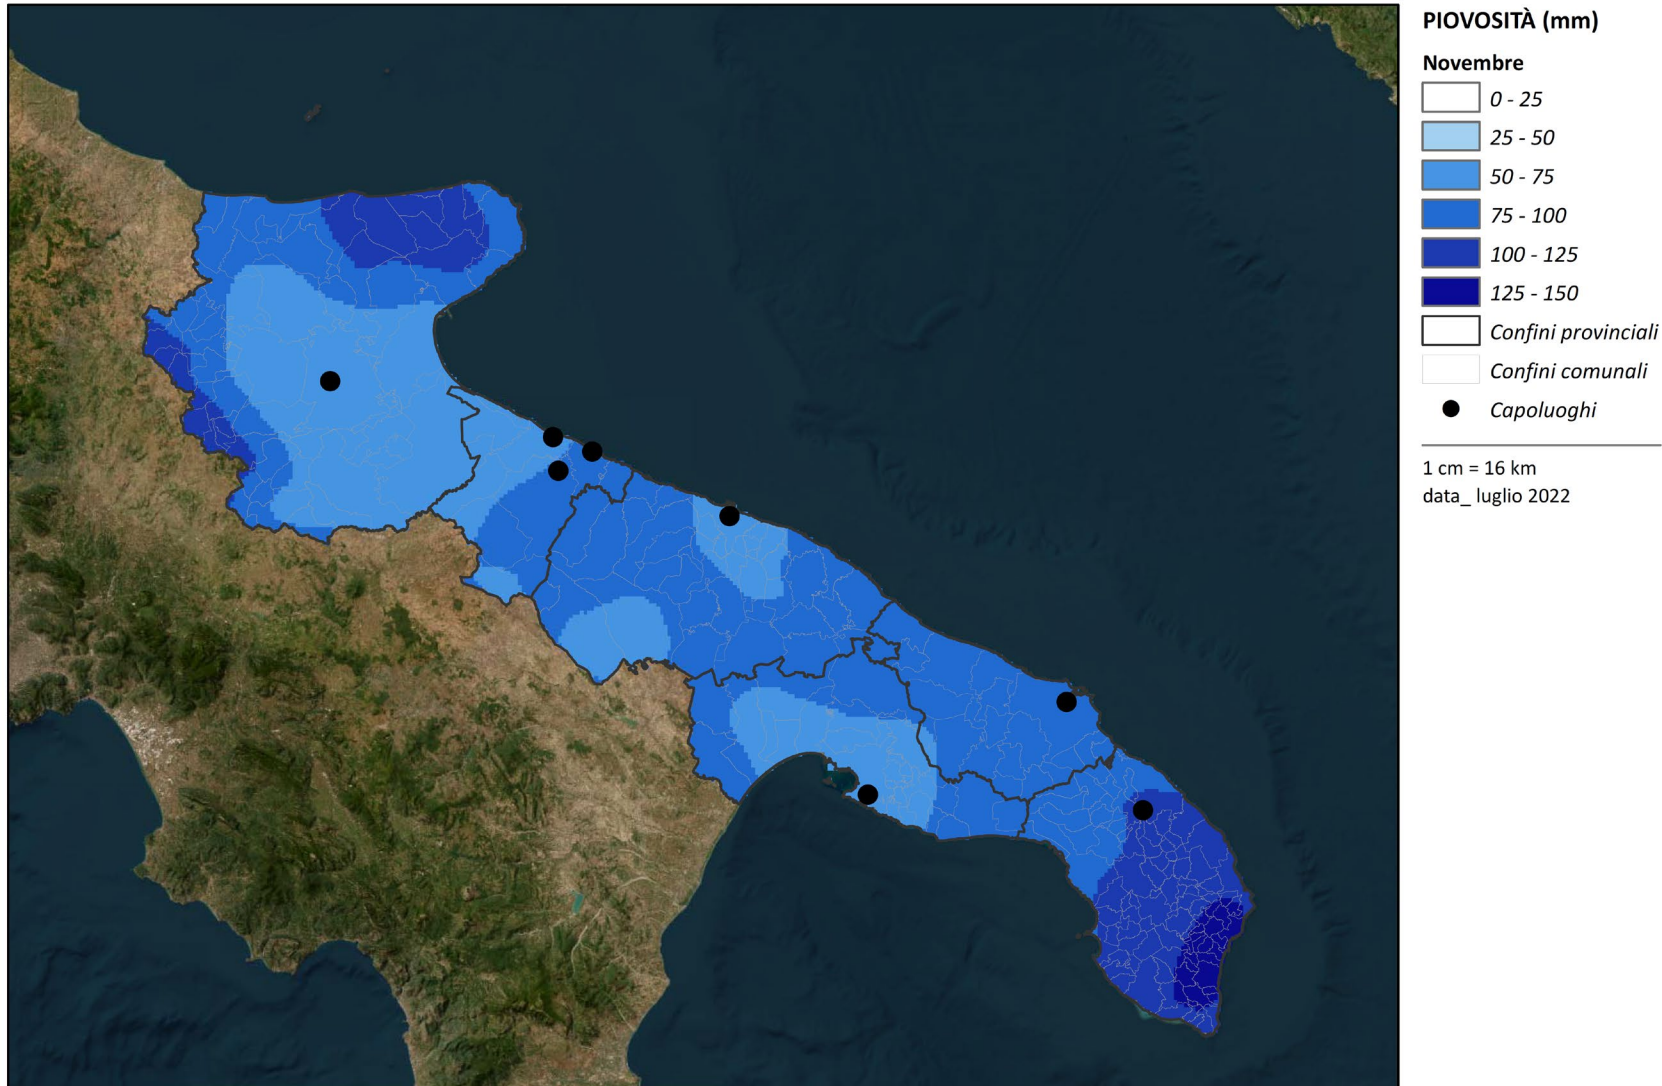 PIOVOSITÀ (mm)
Novembre
0 - 25
25 - 50
50 - 75
75 - 100
100 - 125
125 - 150
Confini provinciali
Confini comunali
Capoluoghi
1 cm = 16 km
data_ luglio 2022